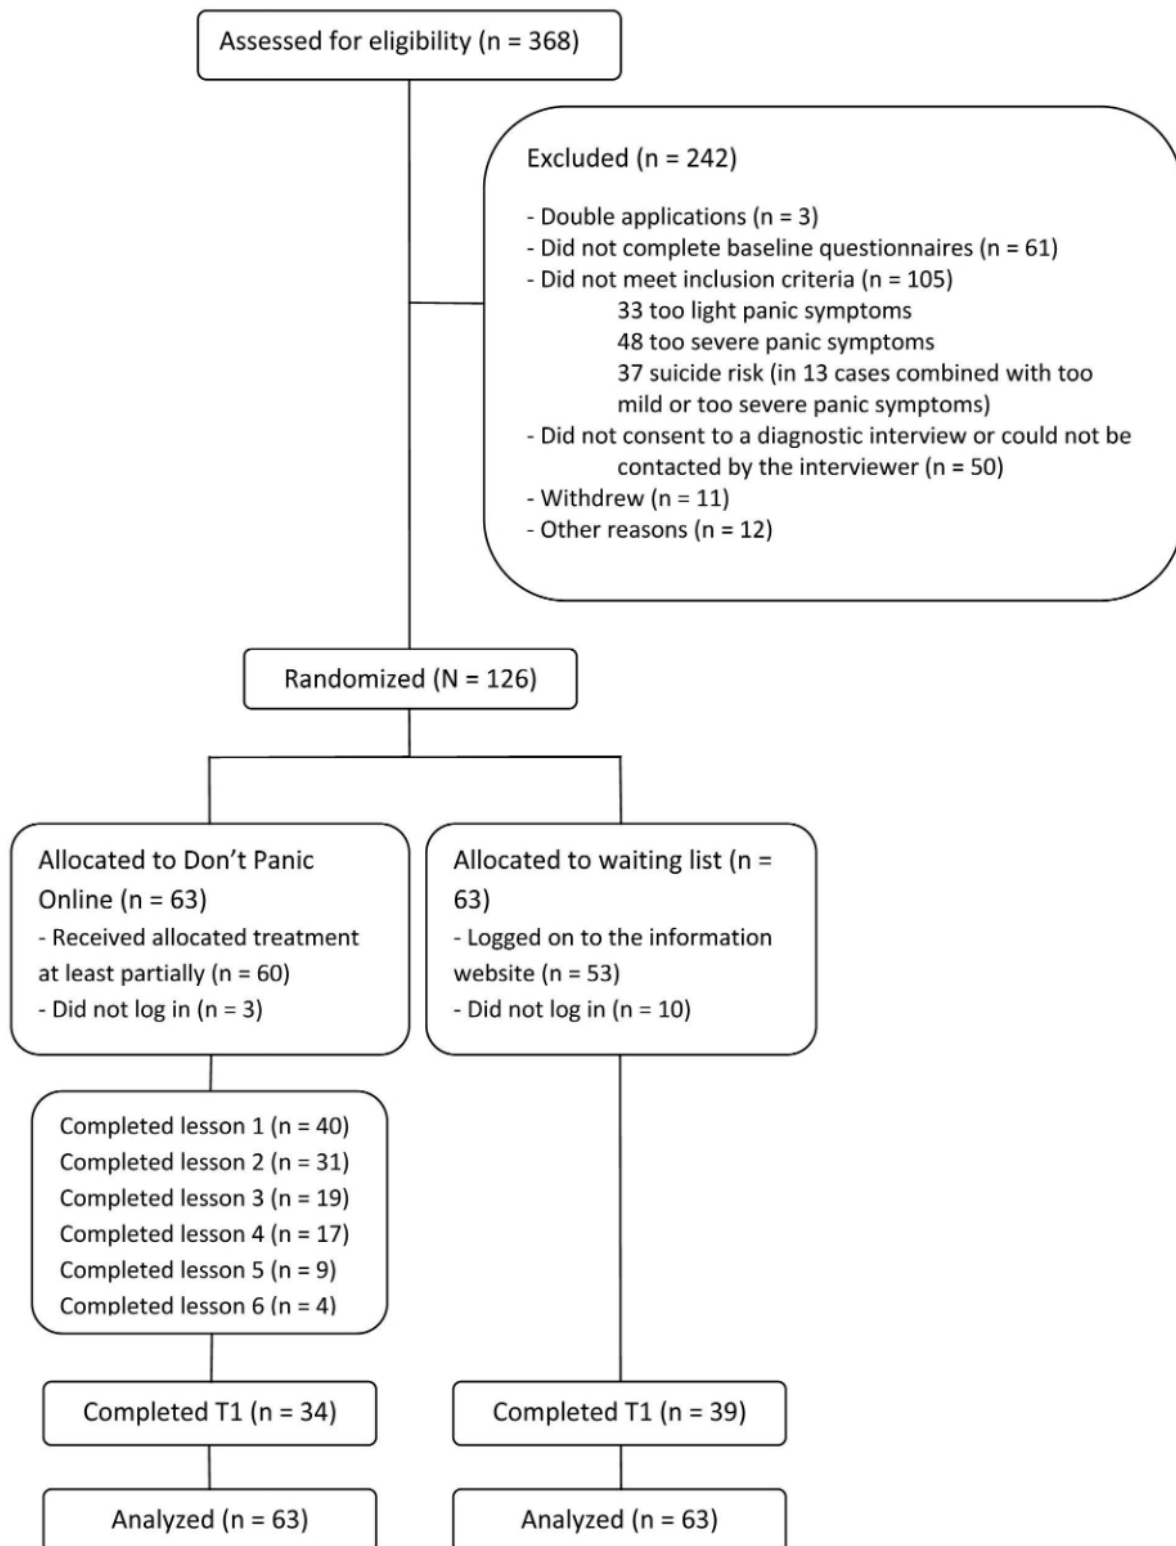 Assessed for eligibility (n = 368)
Excluded (n = 242)
- Double applications (n = 3)
- Did not complete baseline questionnaires (n = 61)
- Did not meet inclusion criteria (n = 105)
33 too light panic symptoms
48 too severe panic symptoms
37 suicide risk (in 13 cases combined with too
mild or too severe panic symptoms)
- Did not consent to a diagnostic interview or could not be
contacted by the interviewer (n = 50)
- Withdrew (n = 11)
- Other reasons (n = 12)
Randomized (N = 126)
Allocated to Don’t Panic
Online (n = 63)
- Received allocated treatment
at least partially (n = 60)
- Did not log in (n = 3)
Allocated to waiting list (n =
63)
- Logged on to the information
website (n = 53)
- Did not log in (n = 10)
Completed lesson 1 (n = 40)
Completed lesson 2 (n = 31)
Completed lesson 3 (n = 19)
Completed lesson 4 (n = 17)
Completed lesson 5 (n = 9)
Completed lesson 6 (n = 4)
Completed T1 (n = 34)
Completed T1 (n = 39)
Analyzed (n = 63)
Analyzed (n = 63)